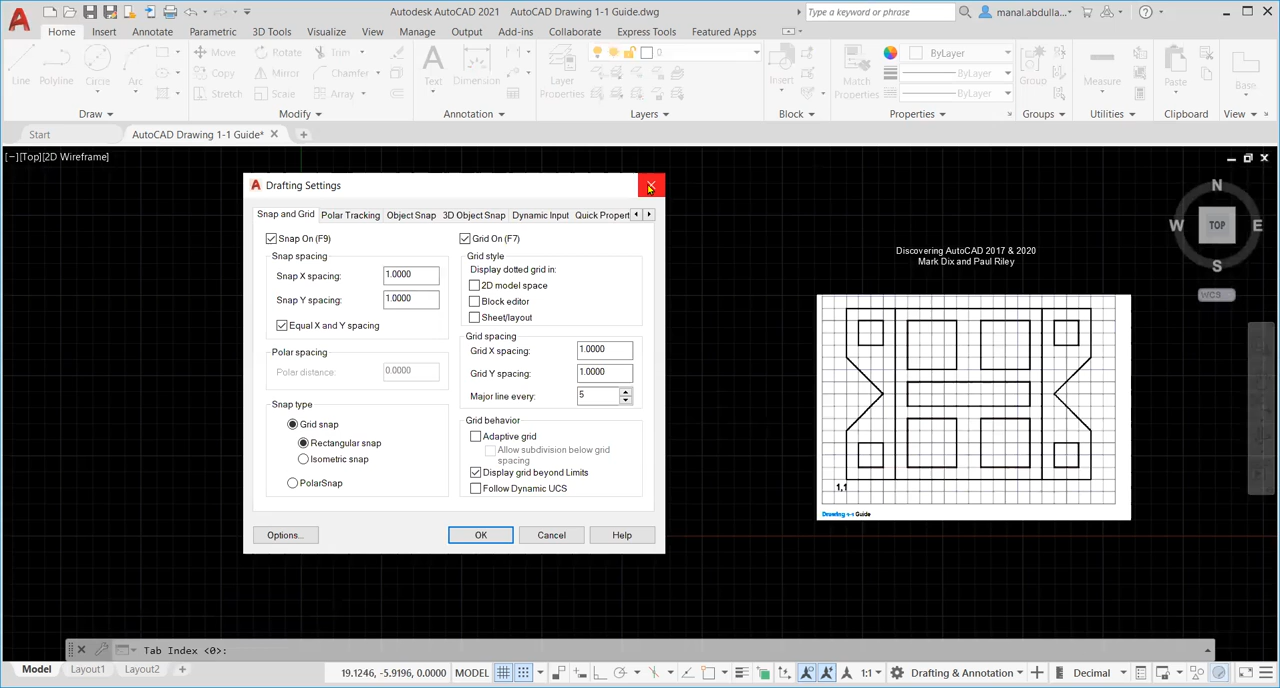 Autodesk AutoCAD 2021 AutoCAD Drawing 1-1 Guide.dwg Type a keyword or phrase manal.abdulla...
Home Insert Annotate Parametric 3D Tools Visualize View Manage Output Add-ins Collaborate Express Tools Featured Apps
Line Polyline Circle Arc Move Rotate Trim Text Dimension Layer Properties 0 Insert Match Properties ByLayer Group Measure Paste Base
Copy Mirror Chamfer ByLayer
Stretch Scale Array ByLayer
Draw Modify Annotation Layers Block Properties Groups Utilities Clipboard View
Start AutoCAD Drawing 1-1 Guide*
[−][Top][2D Wireframe]
Drafting Settings
Snap and Grid Polar Tracking Object Snap 3D Object Snap Dynamic Input Quick Propert
Snap On (F9)
Snap spacing
Snap X spacing: 1.0000
Snap Y spacing: 1.0000
Equal X and Y spacing
Polar spacing
Polar distance: 0.0000
Snap type
Grid snap
Rectangular snap
Isometric snap
PolarSnap
Grid On (F7)
Grid style
Display dotted grid in:
2D model space
Block editor
Sheet/layout
Grid spacing
Grid X spacing: 1.0000
Grid Y spacing: 1.0000
Major line every: 5
Grid behavior
Adaptive grid
Allow subdivision below grid
spacing
Display grid beyond Limits
Follow Dynamic UCS
Options... OK Cancel Help
N
W TOP E
S
WCS
Discovering AutoCAD 2017 & 2020
Mark Dix and Paul Riley
1,1
Drawing 1-1 Guide
Tab Index <0>:
Model Layout1 Layout2
19.1246, -5.9196, 0.0000 MODEL 1:1 Drafting & Annotation Decimal